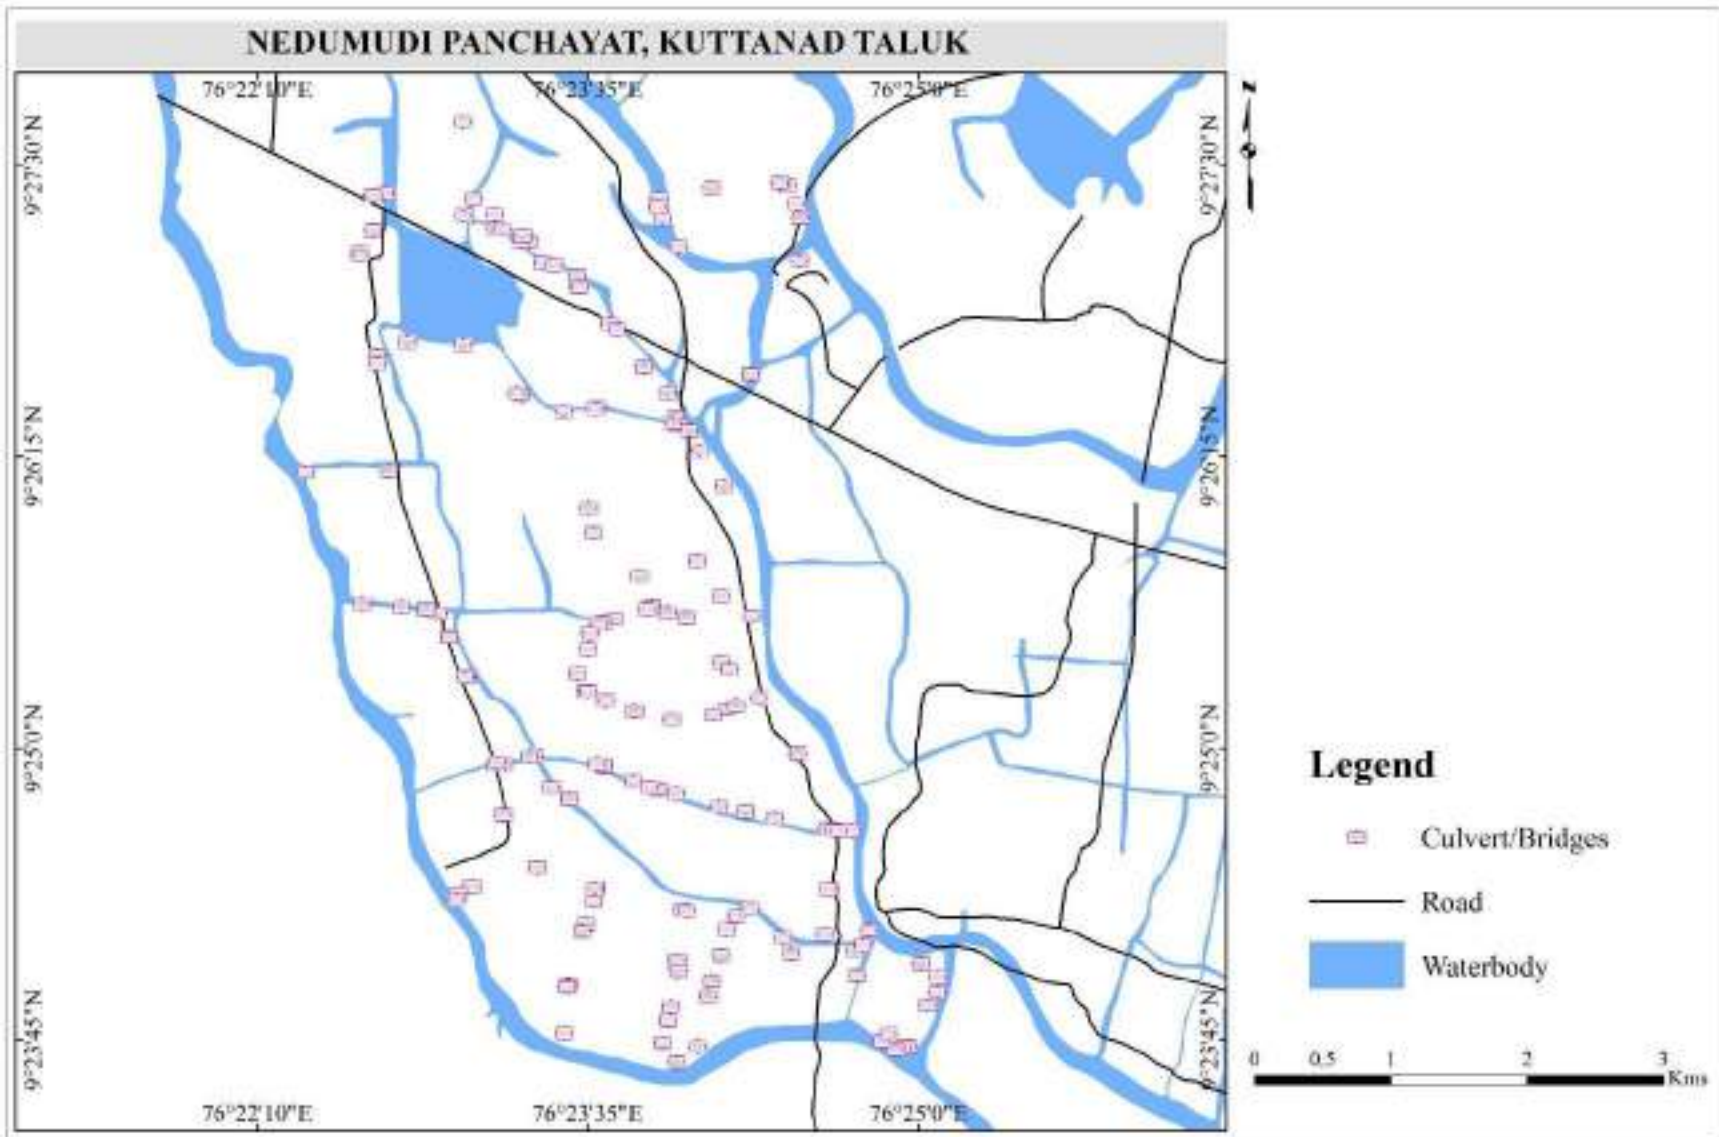 NEDUMUDI PANCHAYAT, KUTTANAD TALUK
76°22'10"E 76°23'35"E 76°25'0"E
N
9°27'30"N 9°27'30"N
9°26'15"N 9°26'15"N
9°25'0"N 9°25'0"N
9°23'45"N 9°23'45"N
76°22'10"E 76°23'35"E 76°25'0"E
Legend
Culvert/Bridges
Road
Waterbody
0 0.5 1 2 3
Kms